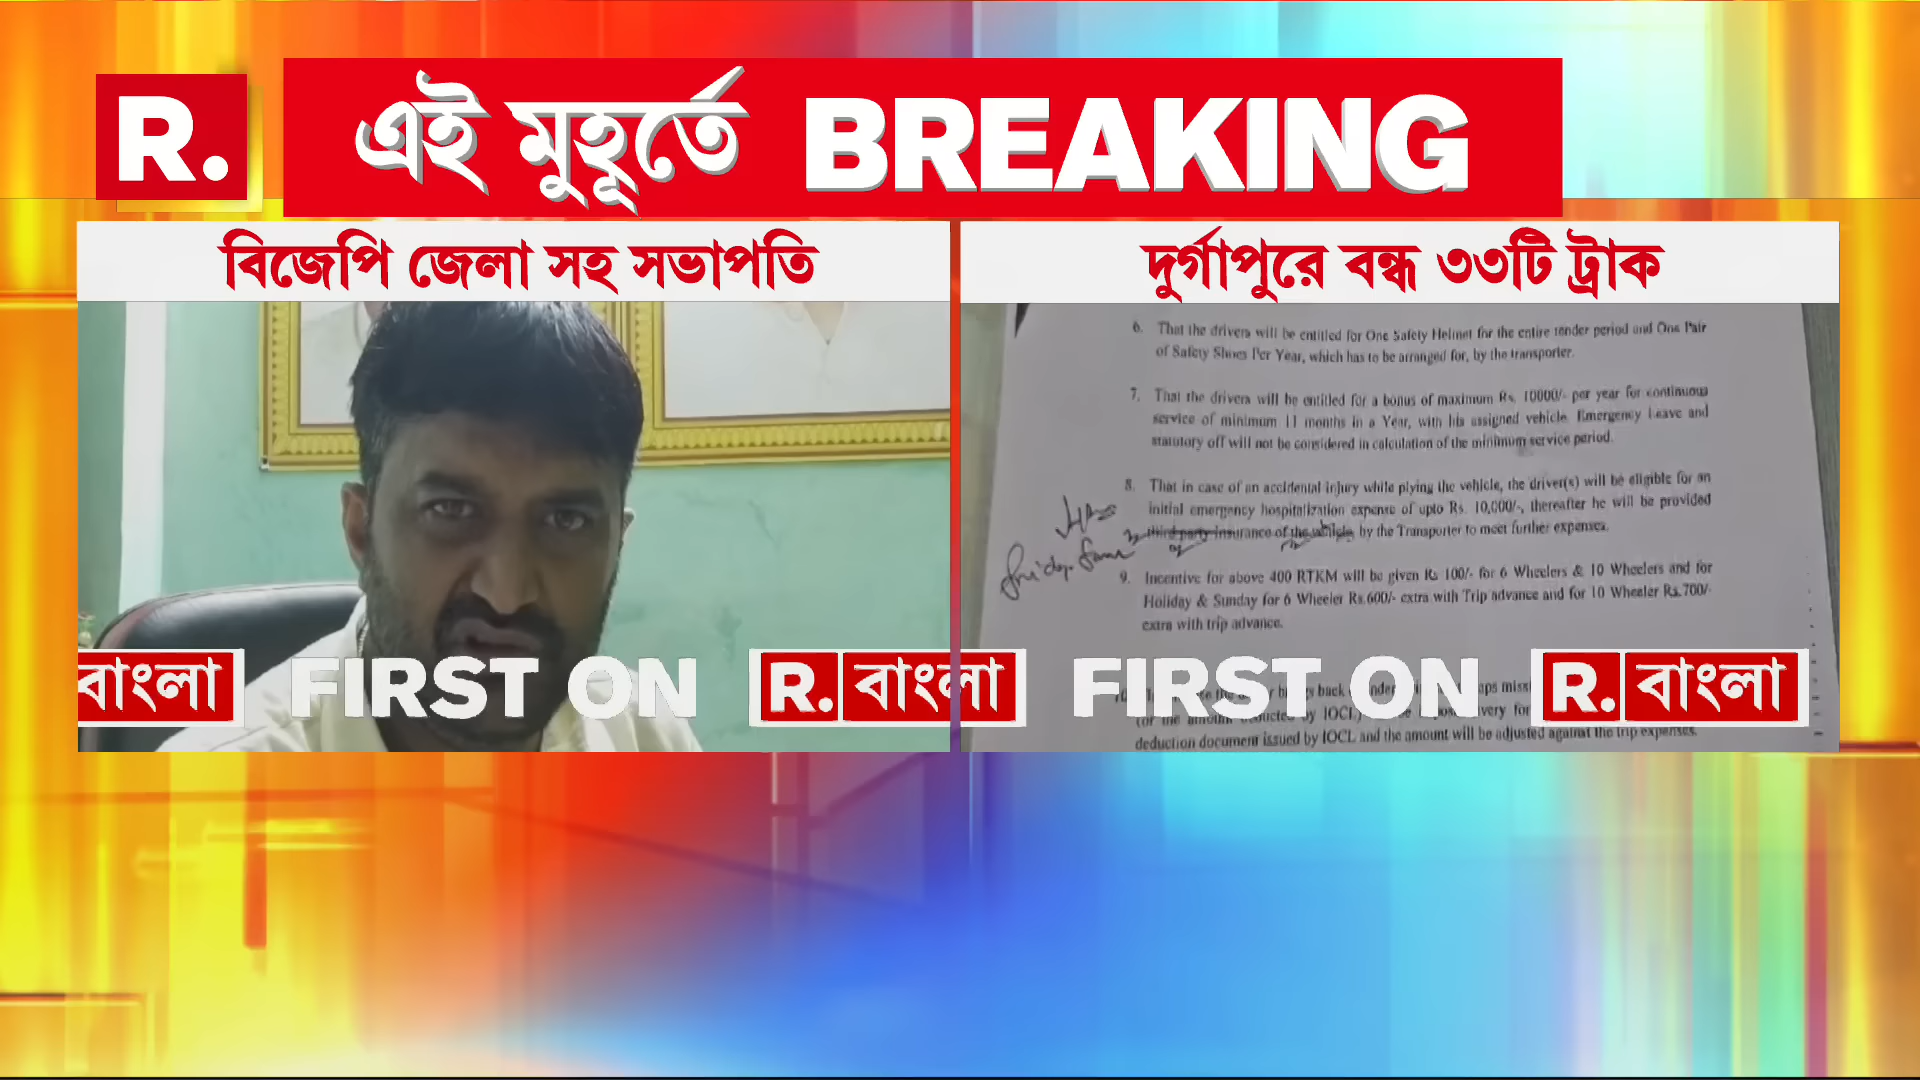 R. এই মুহূর্তে BREAKING
বিজেপি জেলা সহ সভাপতি
দুর্গাপুরে বন্ধ ৩৩টি ট্রাক
6. That the drivers will be entitled for One Safety Helmet for the entire tender period and One Pair
of Safety Shoes Per Year, which has to be arranged for, by the transporter.
7. That the drivers will be entitled for a bonus of maximum Rs. 10000/- per year for continuous
service of minimum 11 months in a Year, with his assigned vehicle. Emergency Leave and
statutory off will not be considered in calculation of the minimum service period.
8. That in case of an accidental injury while plying the vehicle, the driver(s) will be eligible for an
initial emergency hospitalization expense of upto Rs. 10,000/-, thereafter he will be provided
third party insurance of the vehicle, by the Transporter to meet further expenses.
9. Incentive for above 400 RTKM will be given Rs 100/- for 6 Wheelers & 10 Wheelers and for
Holiday & Sunday for 6 Wheeler Rs.600/- extra with Trip advance and for 10 Wheeler Rs.700/-
extra with trip advance.
back
by IOCL) for
deduction document issued by IOCL and the amount will be adjusted against the trip expenses.
বাংলা FIRST ON R. বাংলা FIRST ON R. বাংলা